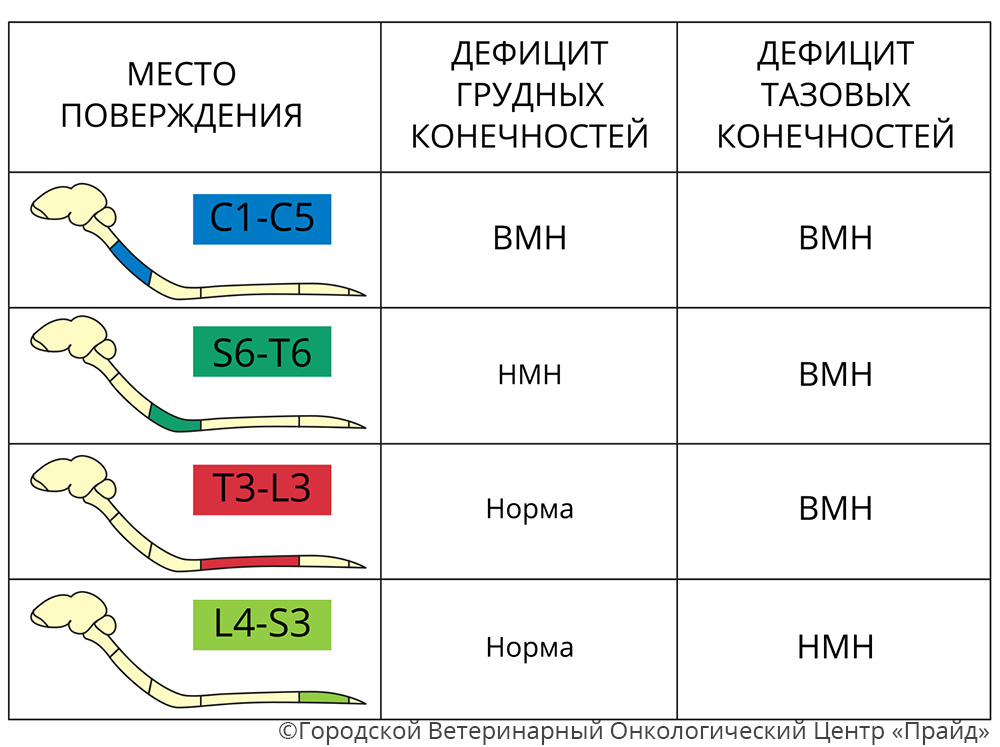 МЕСТО
ПОВЕРЖДЕНИЯ
ДЕФИЦИТ
ГРУДНЫХ
КОНЕЧНОСТЕЙ
ДЕФИЦИТ
ТАЗОВЫХ
КОНЕЧНОСТЕЙ
C1-C5
ВМН
ВМН
S6-T6
НМН
ВМН
T3-L3
Норма
ВМН
L4-S3
Норма
НМН
©Городской Ветеринарный Онкологический Центр «Прайд»